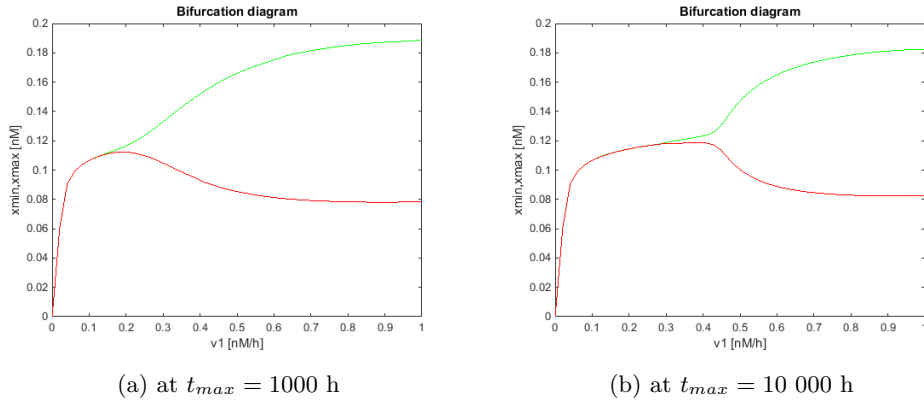 Bifurcation diagram
0.2
0.18
0.16
0.14
0.12
0.1
0.08
0.06
0.04
0.02
0
xmin,xmax [nM]
0 0.1 0.2 0.3 0.4 0.5 0.6 0.7 0.8 0.9 1
v1 [nM/h]
(a) at tmax = 1000 h
Bifurcation diagram
0.2
0.18
0.16
0.14
0.12
0.1
0.08
0.06
0.04
0.02
0
xmin,xmax [nM]
0 0.1 0.2 0.3 0.4 0.5 0.6 0.7 0.8 0.9 1
v1 [nM/h]
(b) at tmax = 10 000 h